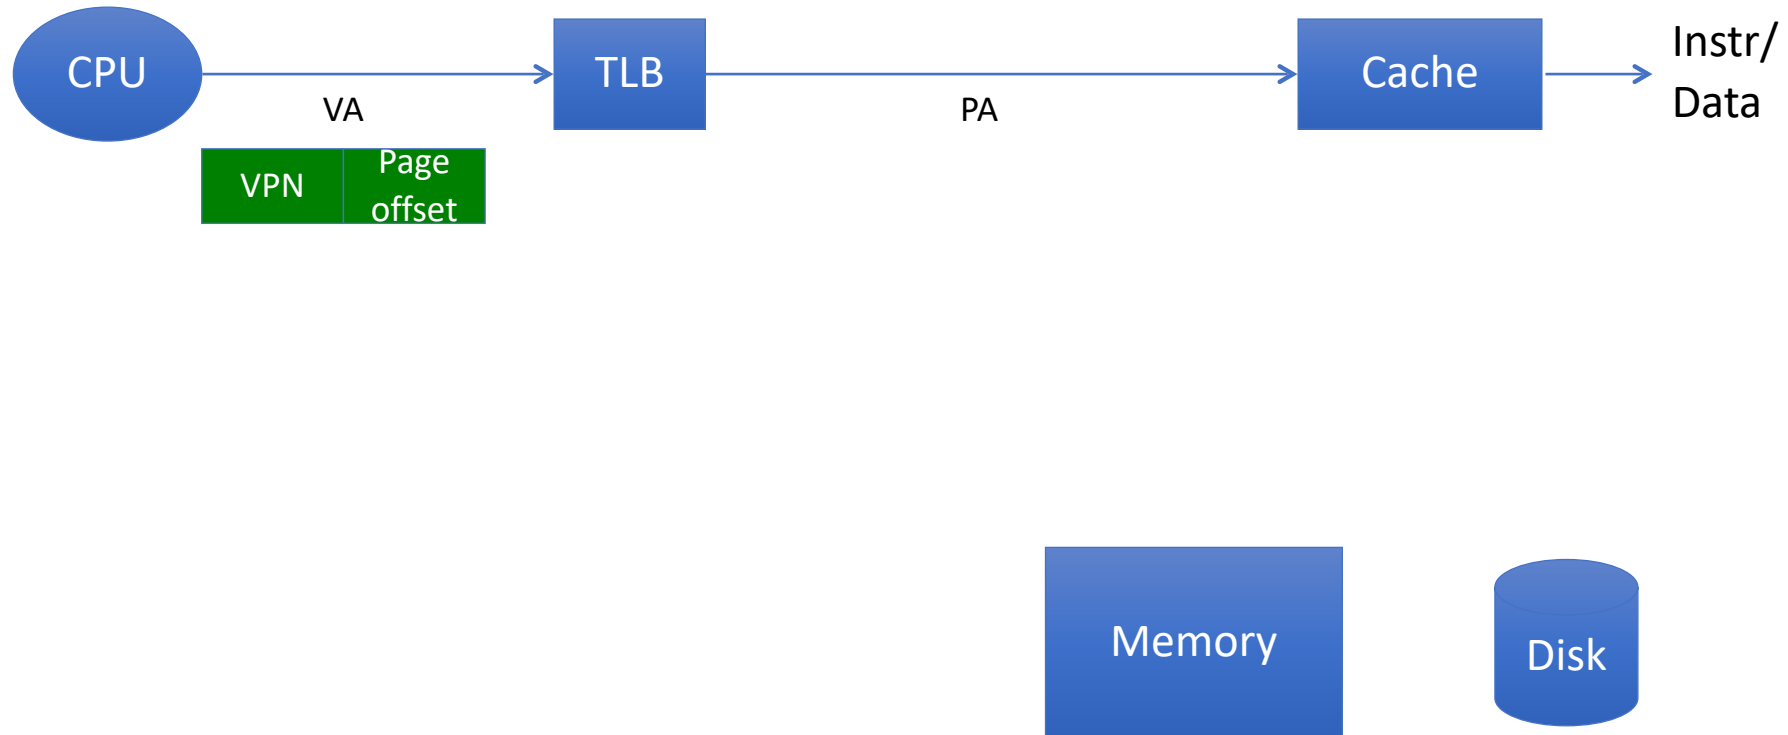 CPU
TLB
Cache
Instr/
Data
VA
PA
VPN
Page
offset
Memory
Disk